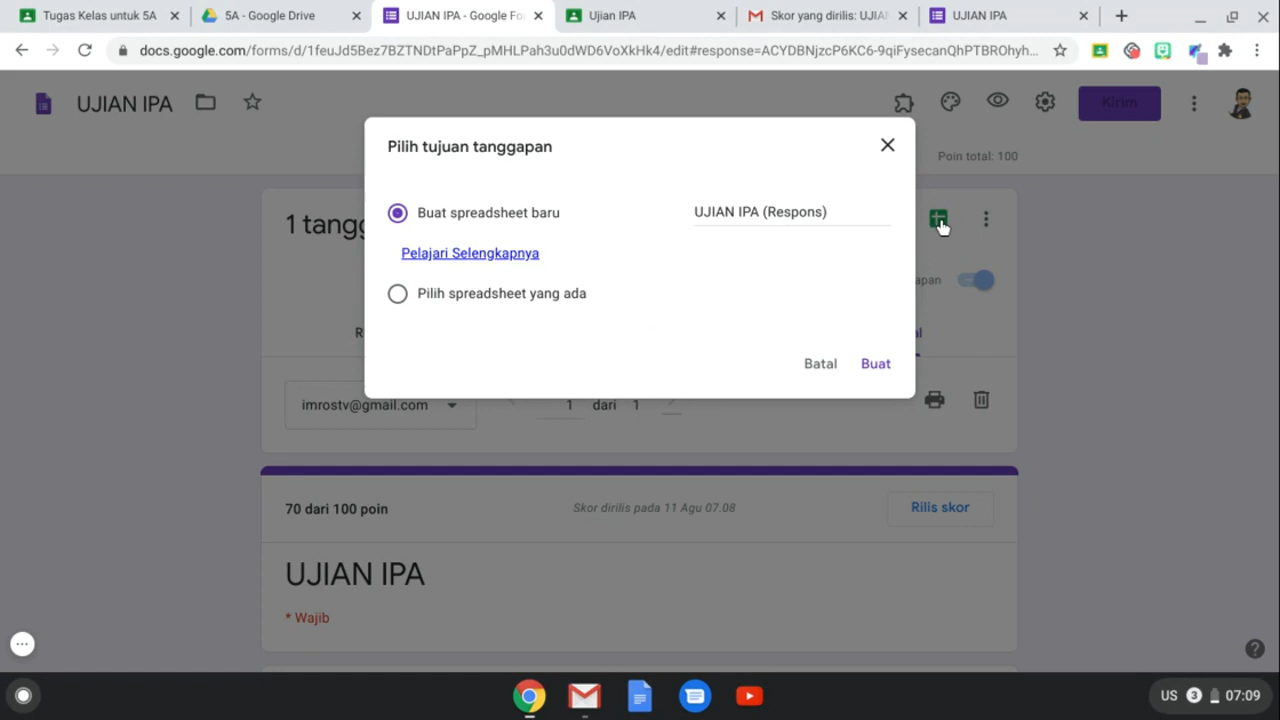 Tugas Kelas untuk 5A
5A - Google Drive
UJIAN IPA - Google Fo
Ujian IPA
Skor yang dirilis: UJIAN
UJIAN IPA
docs.google.com/forms/d/1feuJd5Bez7BZTNDtPaPpZ_pMHLPah3u0dWD6VoXkHk4/edit#response=ACYDBNjzcP6KC6-9qiFysecanQhPTBROhyh...
UJIAN IPA
Kirim
Poin total: 100
Pilih tujuan tanggapan
1 tangg
Buat spreadsheet baru
UJIAN IPA (Respons)
Pelajari Selengkapnya
apan
Pilih spreadsheet yang ada
R
al
Batal
Buat
imrostv@gmail.com
1 dari 1
70 dari 100 poin
Skor dirilis pada 11 Agu 07.08
Rilis skor
UJIAN IPA
* Wajib
US 3 07:09